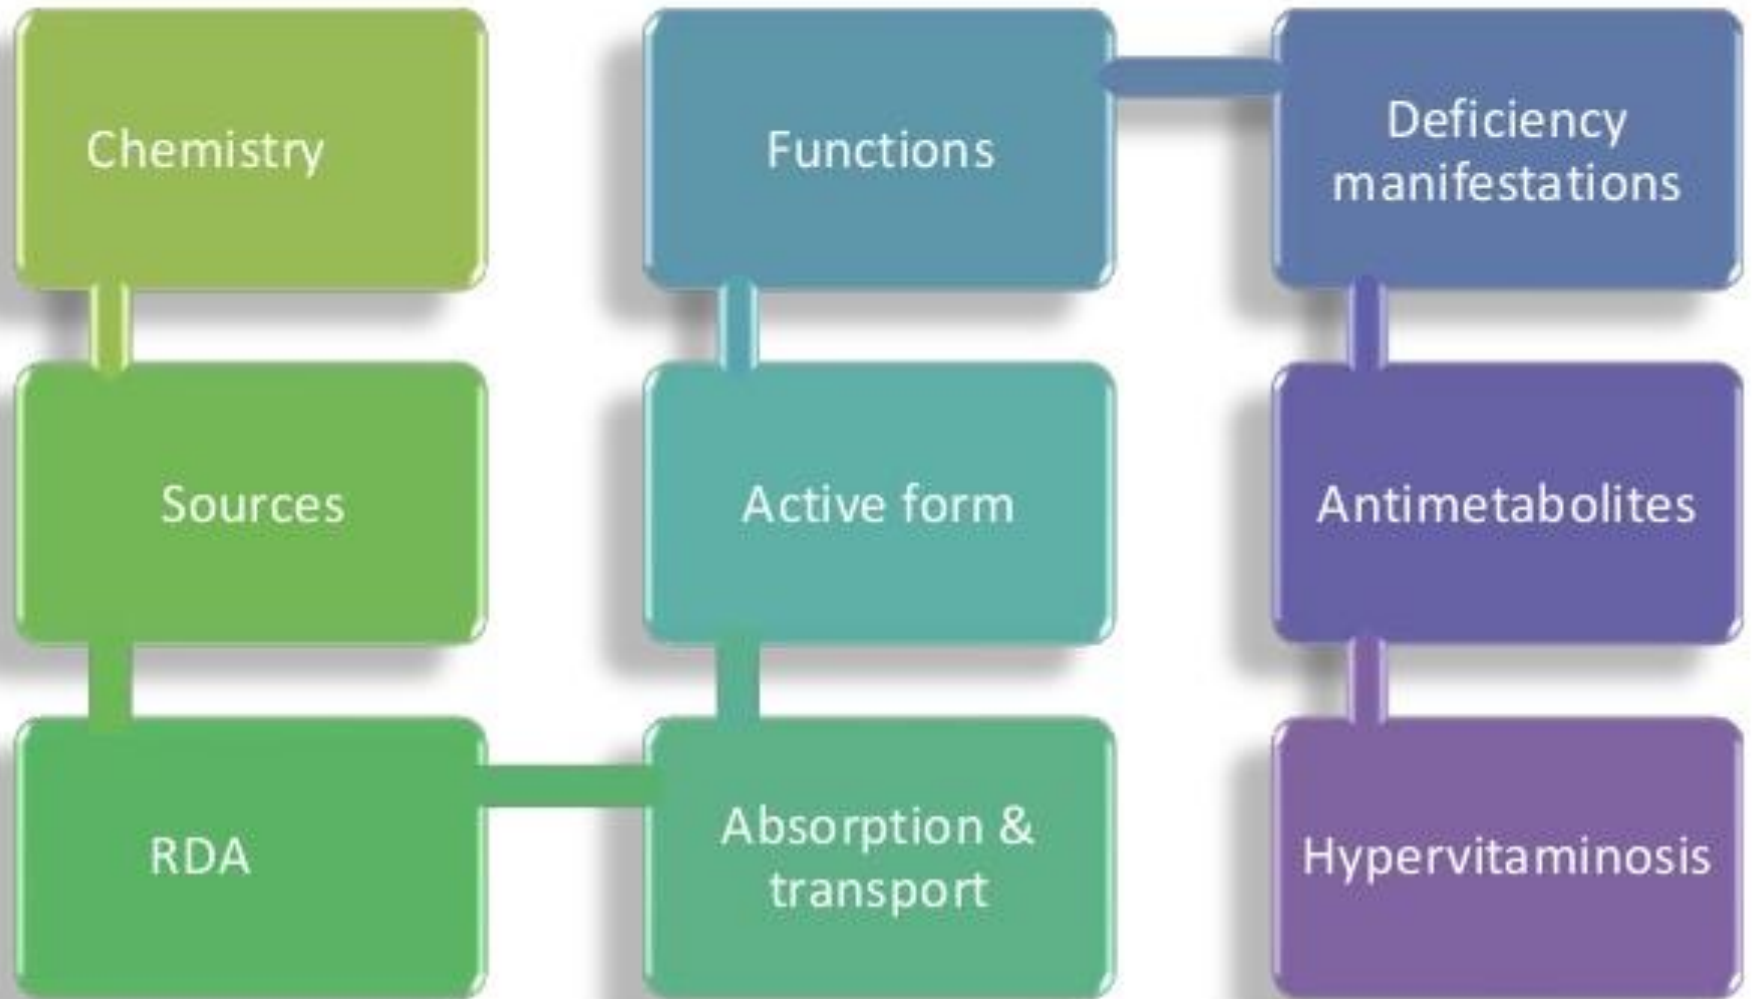 Chemistry
Sources
RDA
Absorption &
transport
Active form
Functions
Deficiency
manifestations
Antimetabolites
Hypervitaminosis